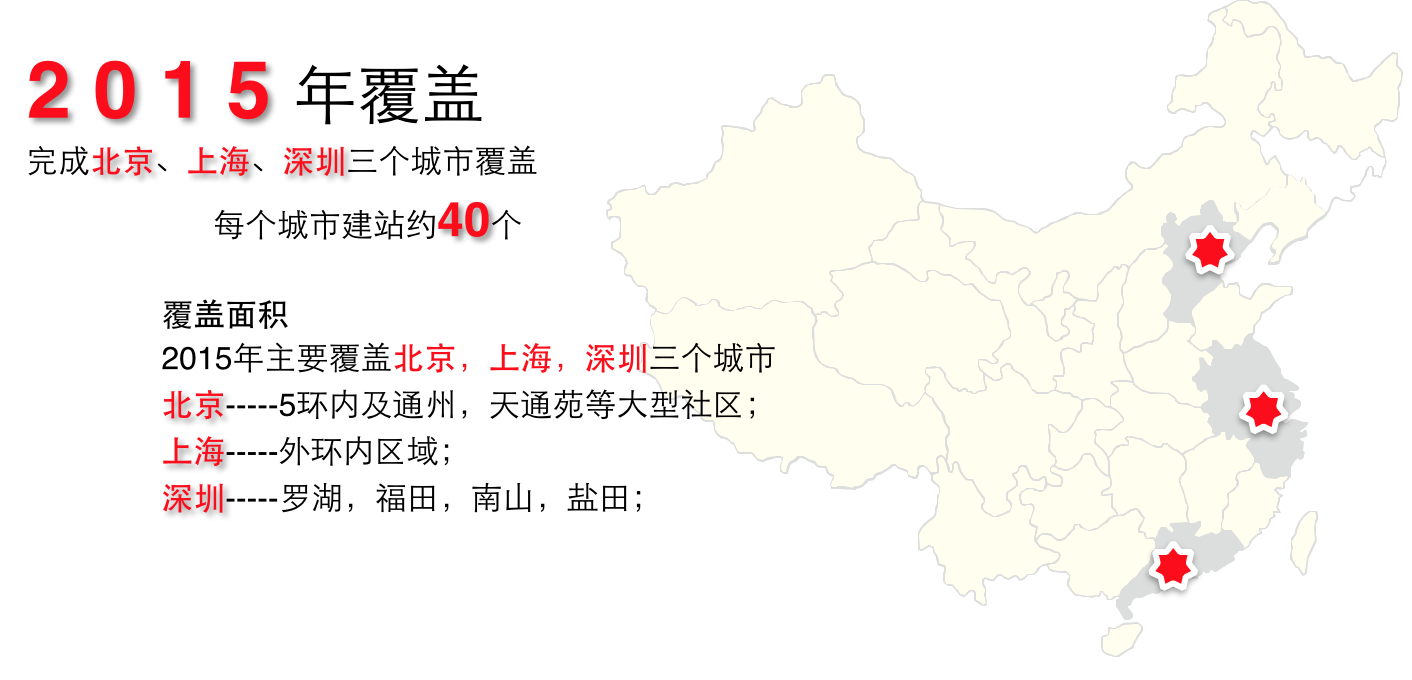 2015年覆盖
完成北京、上海、深圳三个城市覆盖
每个城市建站约40个
覆盖面积
2015年主要覆盖北京，上海，深圳三个城市
北京-----5环内及通州，天通苑等大型社区；
上海-----外环内区域；
深圳-----罗湖，福田，南山，盐田；